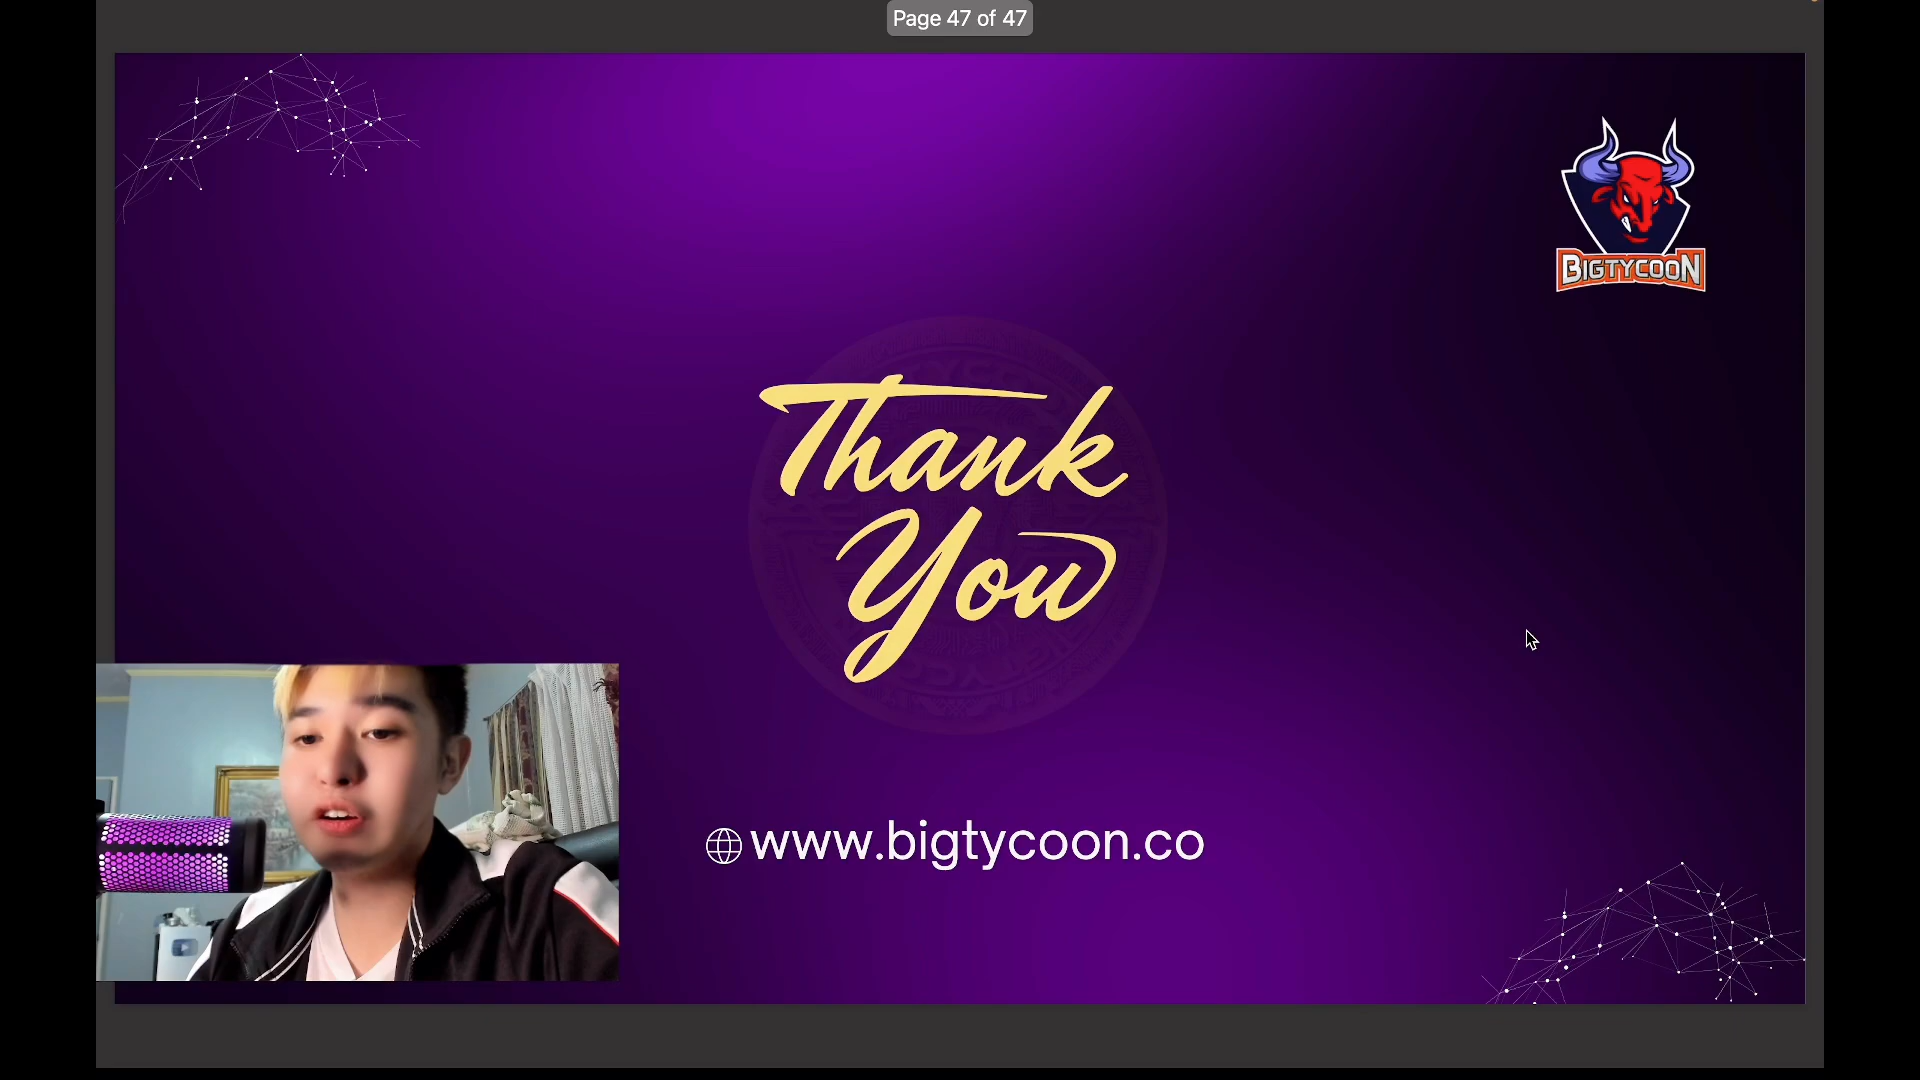 Page 47 of 47
BIGTYCOON
Thank
You
www.bigtycoon.co